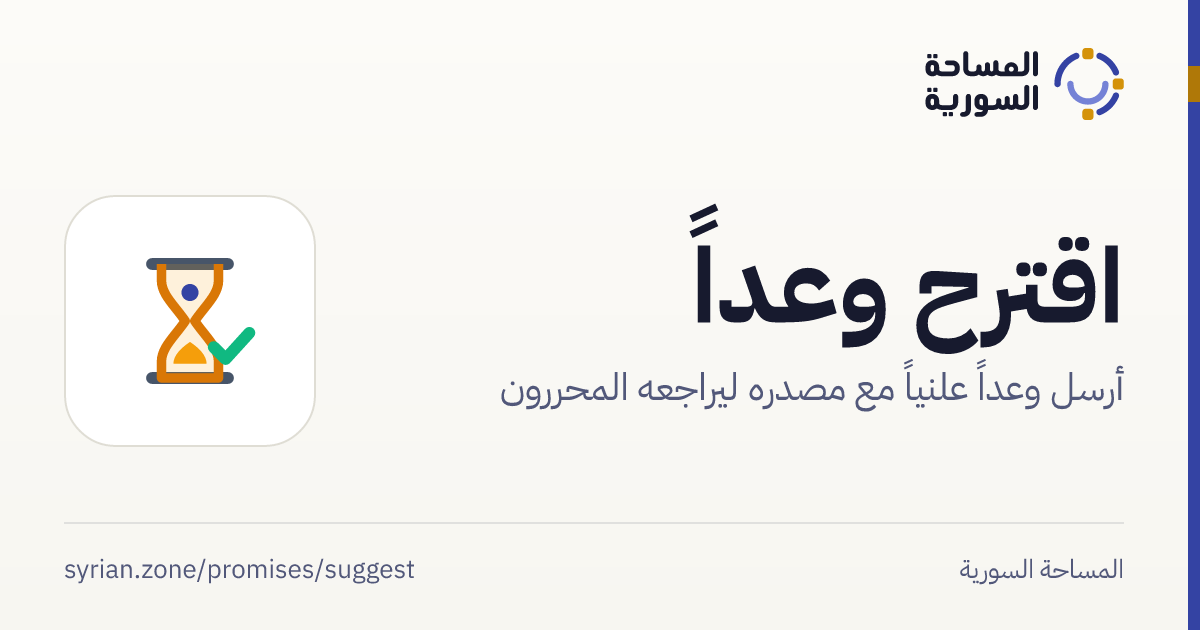 المساحة
السورية
اقترح وعداً
أرسل وعداً علنياً مع مصدره ليراجعه المحررون
المساحة السورية
syrian.zone/promises/suggest